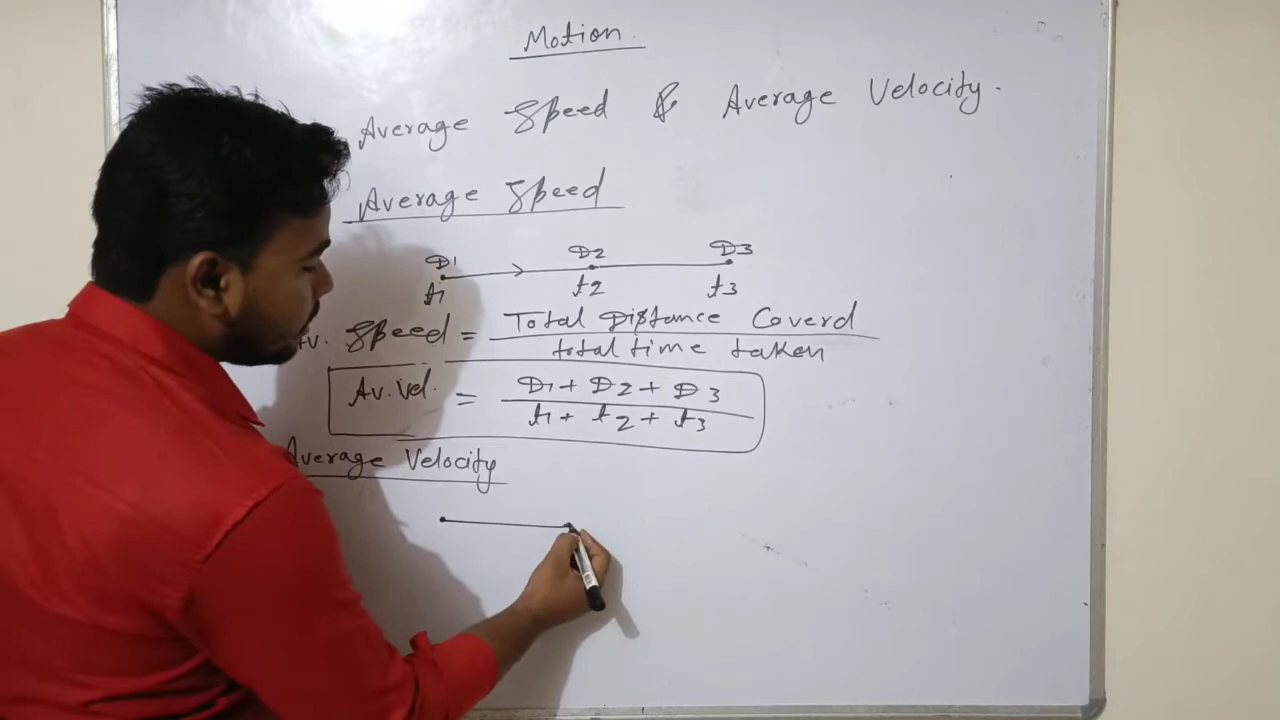 Motion.
Average Speed & Average Velocity.
Average Speed
D1 D2 D3
t1 t2 t3
Av. Speed = Total Distance Coverd
total time taken
Av. Vel. = D1 + D2 + D3
t1 + t2 + t3
Average Velocity